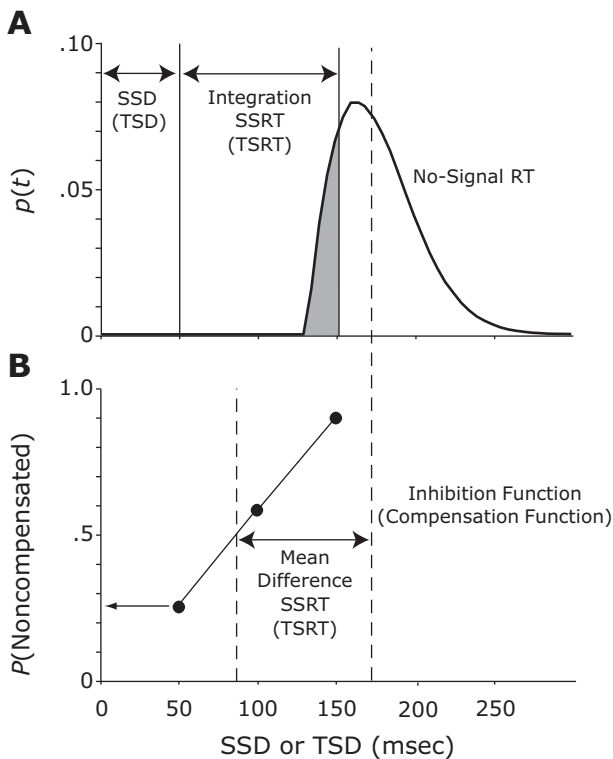 A
.10
SSD
(TSD)
Integration
SSRT
(TSRT)
No-Signal RT
.05
p(t)
0
B
1.0
Inhibition Function
(Compensation Function)
.5
Mean
Difference
SSRT
(TSRT)
P(Noncompensated)
0
0 50 100 150 200 250
SSD or TSD (msec)